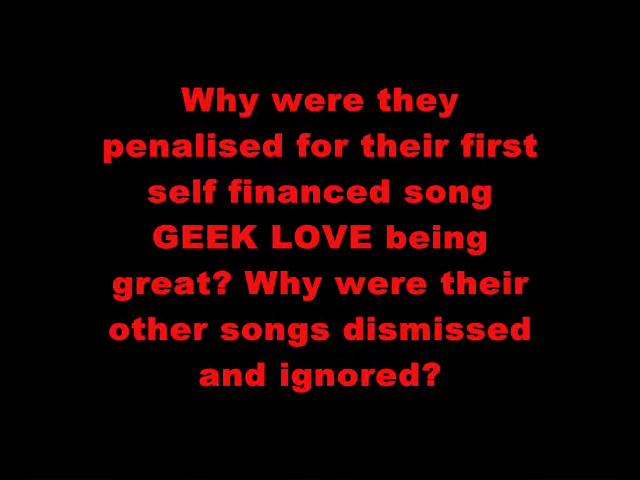 Why were they
penalised for their first
self financed song
GEEK LOVE being
great? Why were their
other songs dismissed
and ignored?